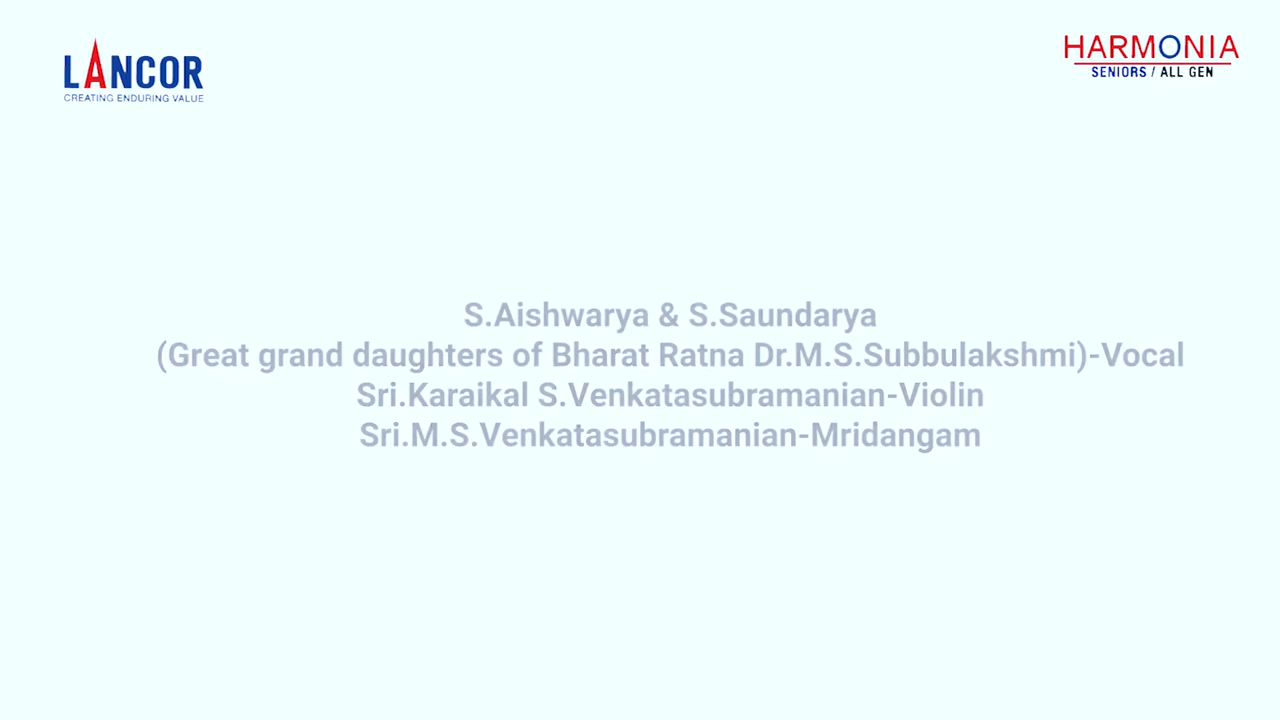 LANCOR
CREATING ENDURING VALUE
HARMONIA
SENIORS / ALL GEN
S.Aishwarya & S.Saundarya
(Great grand daughters of Bharat Ratna Dr.M.S.Subbulakshmi)-Vocal
Sri.Karaikal S.Venkatasubramanian-Violin
Sri.M.S.Venkatasubramanian-Mridangam